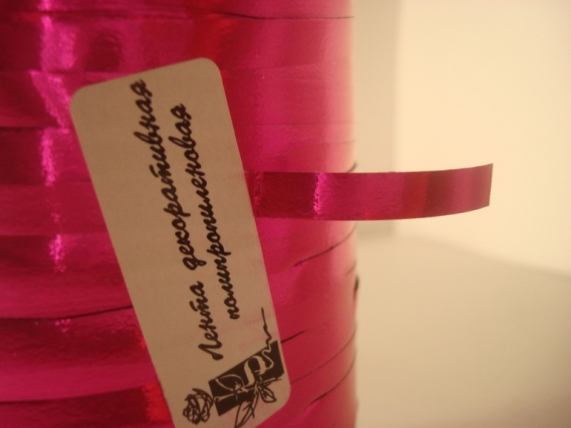 Лента декоративная
полипропиленовая